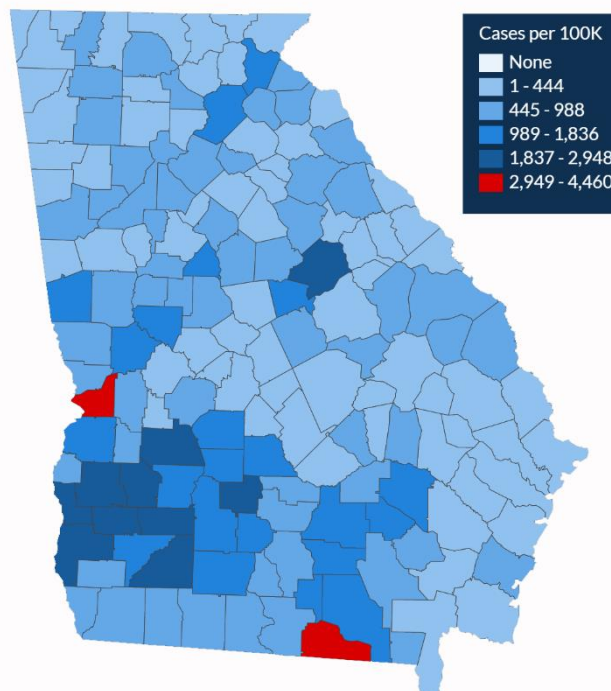 Cases per 100K
None
1 - 444
445 - 988
989 - 1,836
1,837 - 2,948
2,949 - 4,460